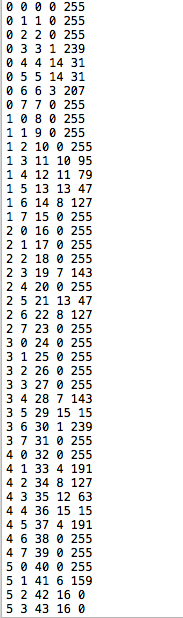 0 0 0 0 255
0 1 1 0 255
0 2 2 0 255
0 3 3 1 239
0 4 4 14 31
0 5 5 14 31
0 6 6 3 207
0 7 7 0 255
1 0 8 0 255
1 1 9 0 255
1 2 10 0 255
1 3 11 10 95
1 4 12 11 79
1 5 13 13 47
1 6 14 8 127
1 7 15 0 255
2 0 16 0 255
2 1 17 0 255
2 2 18 0 255
2 3 19 7 143
2 4 20 0 255
2 5 21 13 47
2 6 22 8 127
2 7 23 0 255
3 0 24 0 255
3 1 25 0 255
3 2 26 0 255
3 3 27 0 255
3 4 28 7 143
3 5 29 15 15
3 6 30 1 239
3 7 31 0 255
4 0 32 0 255
4 1 33 4 191
4 2 34 8 127
4 3 35 12 63
4 4 36 15 15
4 5 37 4 191
4 6 38 0 255
4 7 39 0 255
5 0 40 0 255
5 1 41 6 159
5 2 42 16 0
5 3 43 16 0